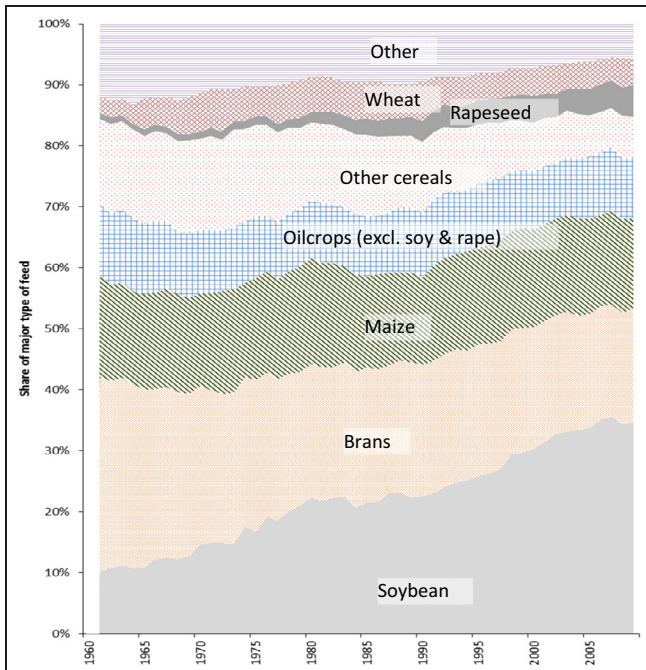 100%
90%
80%
70%
60%
50%
40%
30%
20%
10%
0%
Share of major type of feed
Other
Wheat
Rapeseed
Other cereals
Oilcrops (excl. soy & rape)
Maize
Brans
Soybean
1960
1965
1970
1975
1980
1985
1990
1995
2000
2005